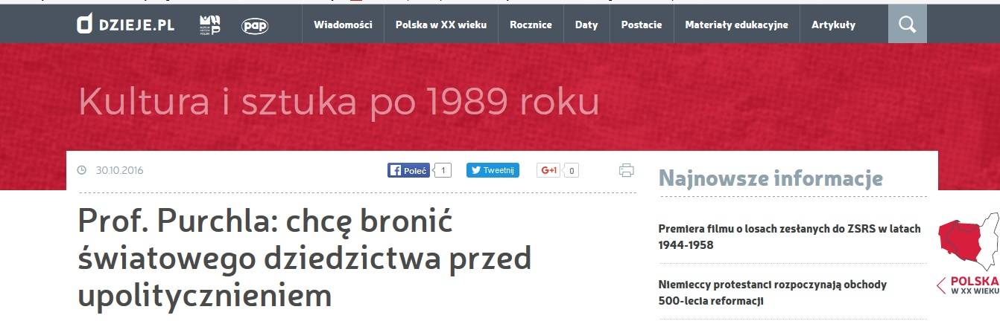 DZIEJE.PL
pap
Wiadomości
Polska w XX wieku
Rocznice
Daty
Postacie
Materiały edukacyjne
Artykuły
Kultura i sztuka po 1989 roku
30.10.2016
Poleć 1
Tweetnij
G+1 0
Prof. Purchla: chcę bronić
światowego dziedzictwa przed
upolitycznieniem
Najnowsze informacje
Premiera filmu o losach zesłanych do ZSRS w latach
1944-1958
Niemieccy protestanci rozpoczynają obchody
500-lecia reformacji
POLSKA
W XX WIEKU